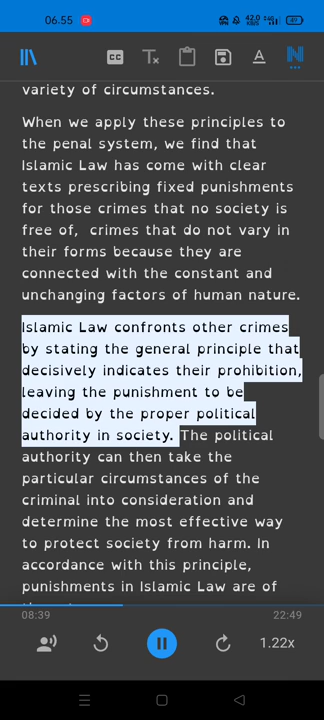 06.55
42.0
KB/S
47
CC
variety of circumstances.
When we apply these principles to
the penal system, we find that
Islamic Law has come with clear
texts prescribing fixed punishments
for those crimes that no society is
free of,  crimes that do not vary in
their forms because they are
connected with the constant and
unchanging factors of human nature.
Islamic Law confronts other crimes
by stating the general principle that
decisively indicates their prohibition,
leaving the punishment to be
decided by the proper political
authority in society. The political
authority can then take the
particular circumstances of the
criminal into consideration and
determine the most effective way
to protect society from harm. In
accordance with this principle,
punishments in Islamic Law are of
08:39
22:49
1.22x